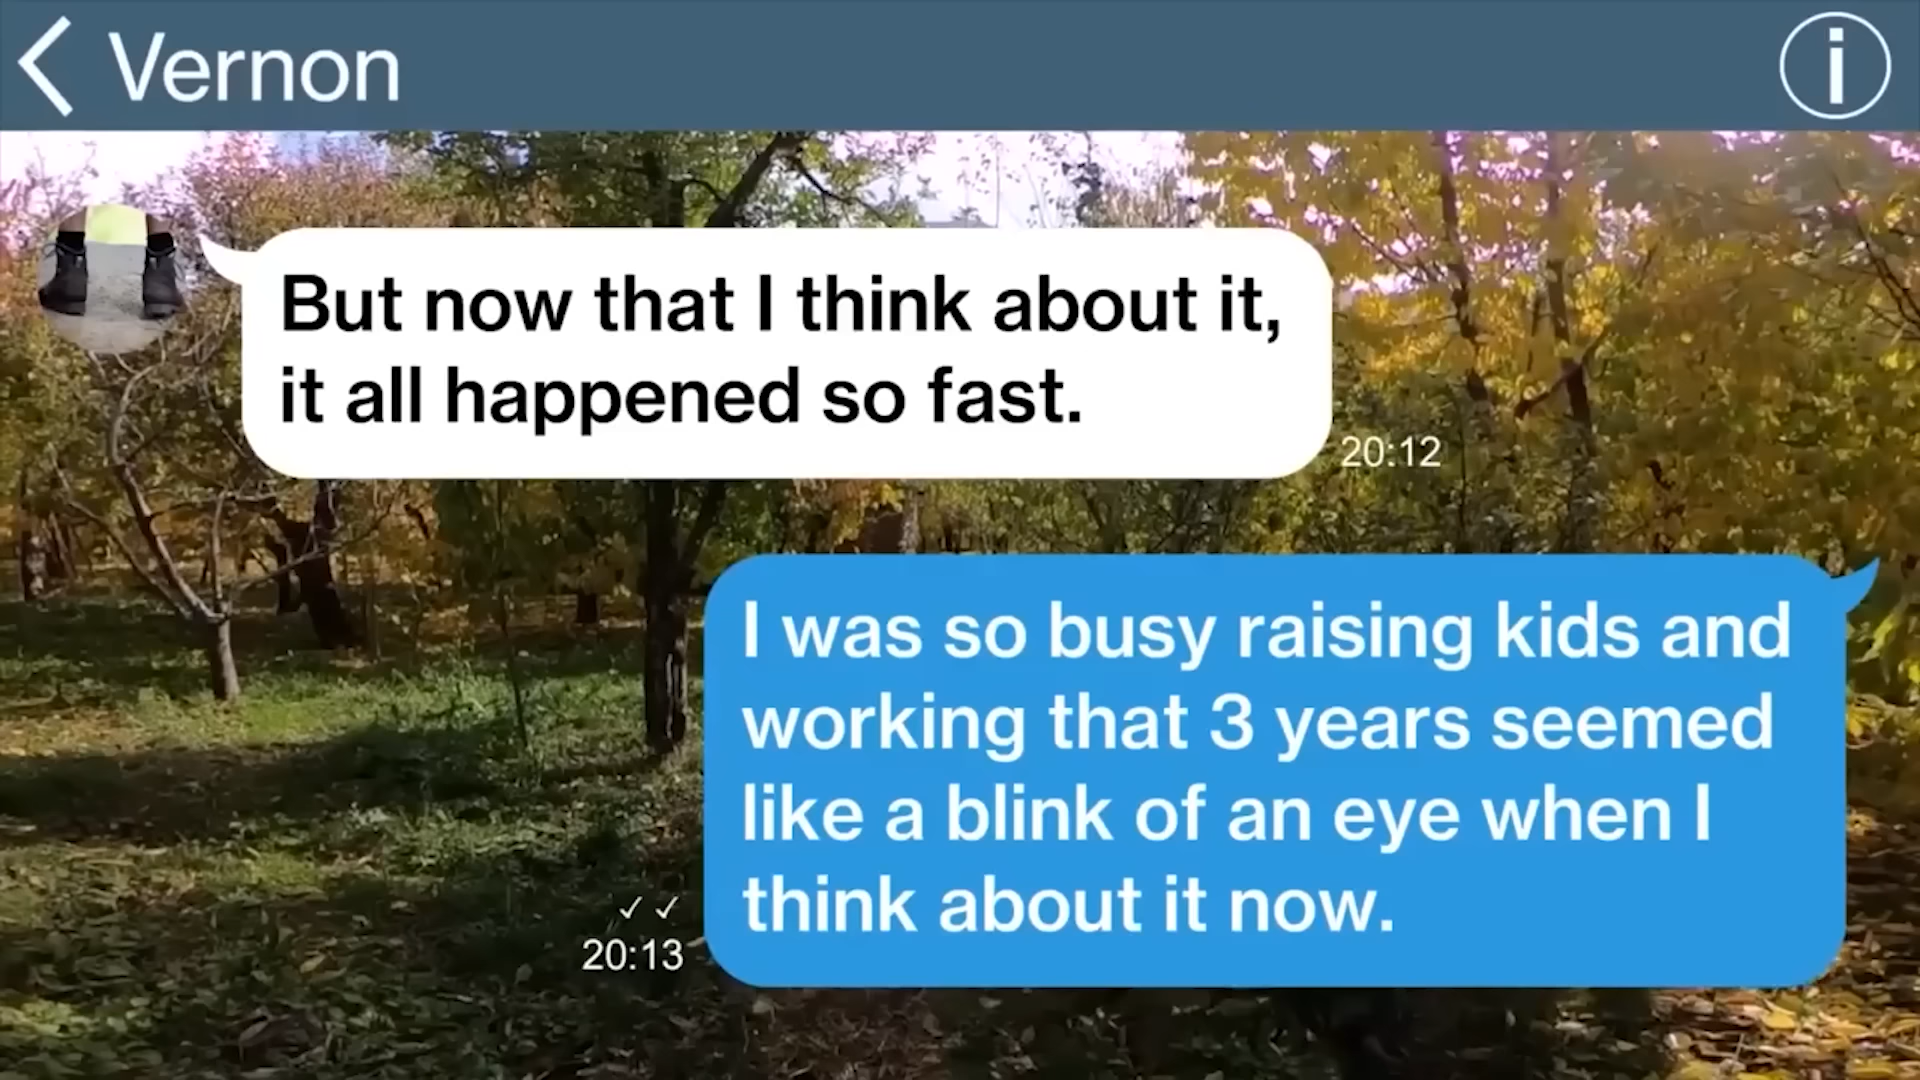 Vernon
But now that I think about it,
it all happened so fast.
20:12
I was so busy raising kids and
working that 3 years seemed
like a blink of an eye when I
think about it now.
20:13